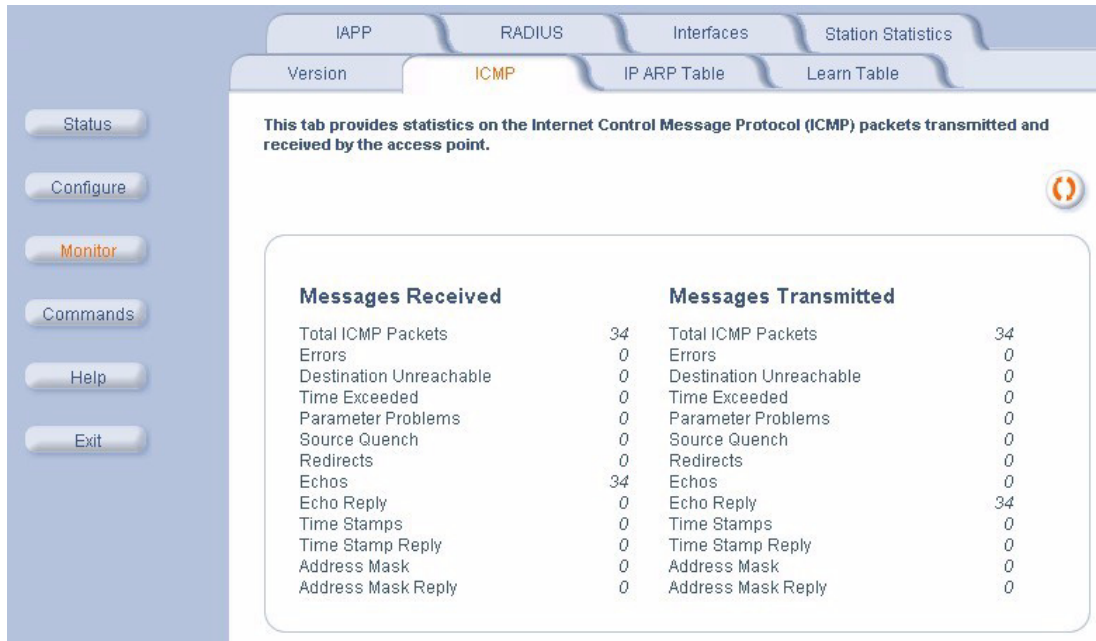 IAPP RADIUS Interfaces Station Statistics
Version ICMP IP ARP Table Learn Table
Status
Configure
Monitor
Commands
Help
Exit
This tab provides statistics on the Internet Control Message Protocol (ICMP) packets transmitted and
received by the access point.
Messages Received
Total ICMP Packets 34
Errors 0
Destination Unreachable 0
Time Exceeded 0
Parameter Problems 0
Source Quench 0
Redirects 0
Echos 34
Echo Reply 0
Time Stamps 0
Time Stamp Reply 0
Address Mask 0
Address Mask Reply 0
Messages Transmitted
Total ICMP Packets 34
Errors 0
Destination Unreachable 0
Time Exceeded 0
Parameter Problems 0
Source Quench 0
Redirects 0
Echos 0
Echo Reply 34
Time Stamps 0
Time Stamp Reply 0
Address Mask 0
Address Mask Reply 0